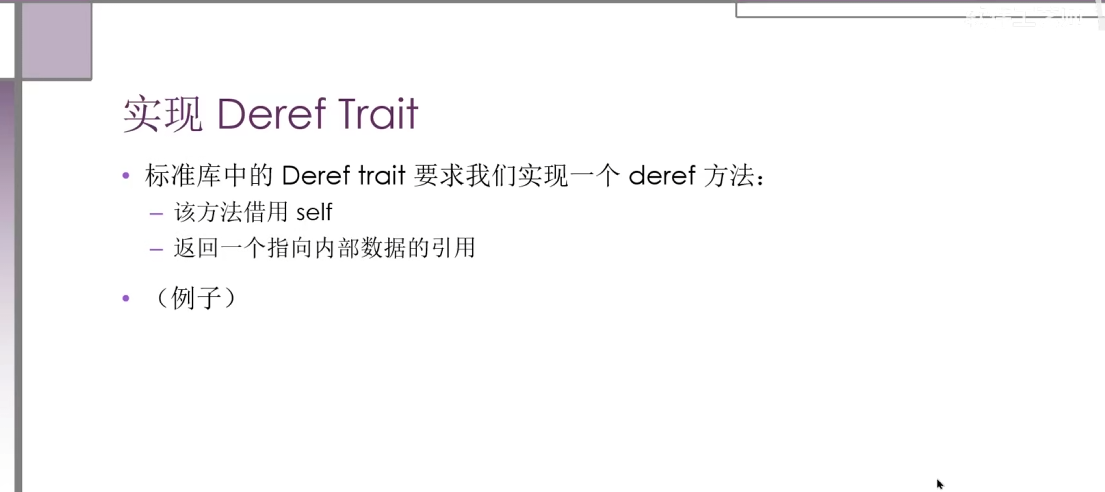 实现 Deref Trait
• 标准库中的 Deref trait 要求我们实现一个 deref 方法：
– 该方法借用 self
– 返回一个指向内部数据的引用
• （例子）